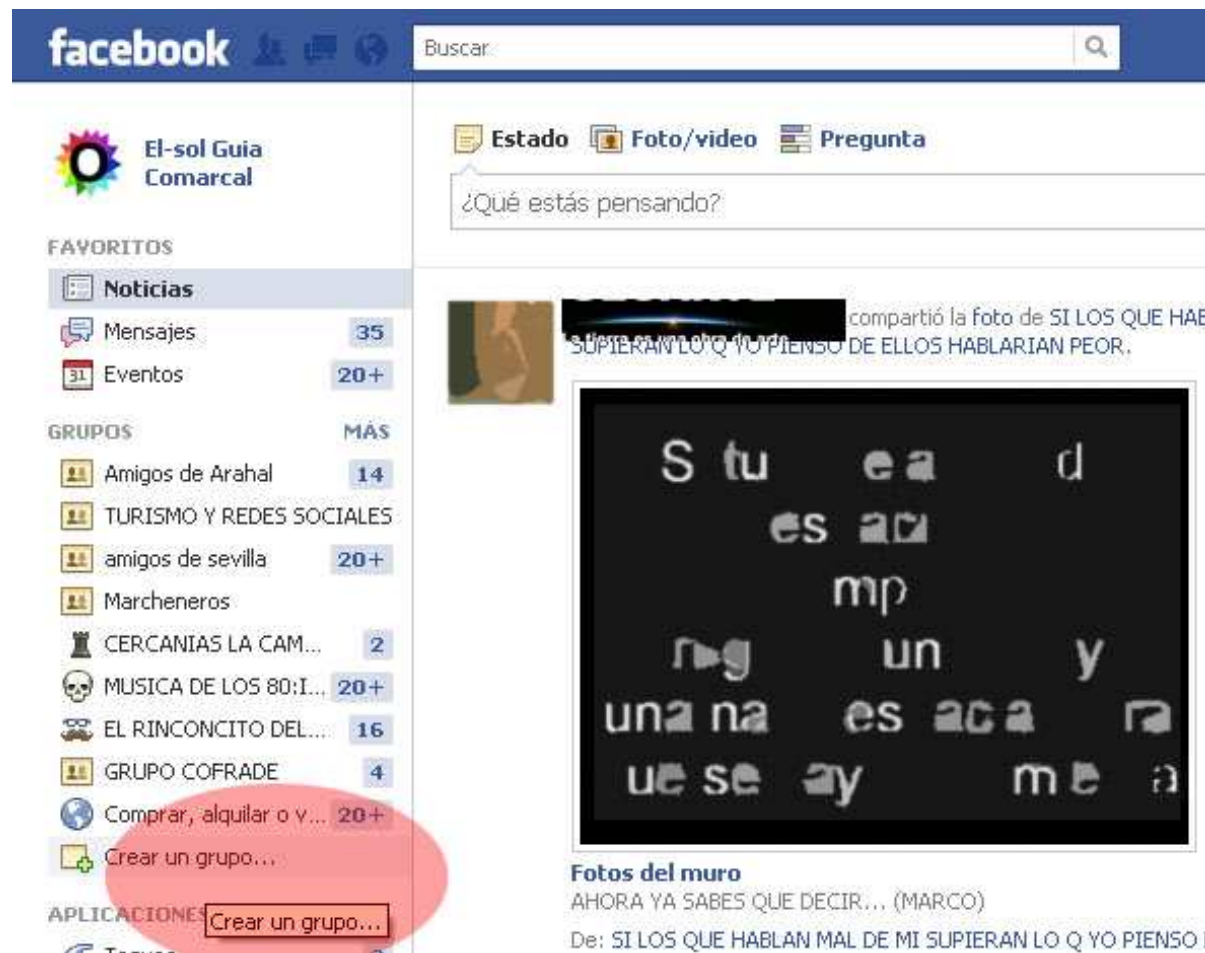 facebook
Buscar
El-sol Guia
Comarcal
FAVORITOS
Noticias
Mensajes 35
Eventos 20+
GRUPOS MÁS
Amigos de Arahal 14
TURISMO Y REDES SOCIALES
amigos de sevilla 20+
Marcheneros
CERCANIAS LA CAM... 2
MUSICA DE LOS 80:I... 20+
EL RINCONCITO DEL... 16
GRUPO COFRADE 4
Comprar, alquilar o v... 20+
Crear un grupo...
APLICACIONES
Crear un grupo...
Estado Foto/video Pregunta
¿Qué estás pensando?
compartió la foto de SI LOS QUE HAB
SUPIERAN LO Q YO PIENSO DE ELLOS HABLARIAN PEOR.
S tu d
es
mp
un y
una na es
se
Fotos del muro
AHORA YA SABES QUE DECIR... (MARCO)
De: SI LOS QUE HABLAN MAL DE MI SUPIERAN LO Q YO PIENSO